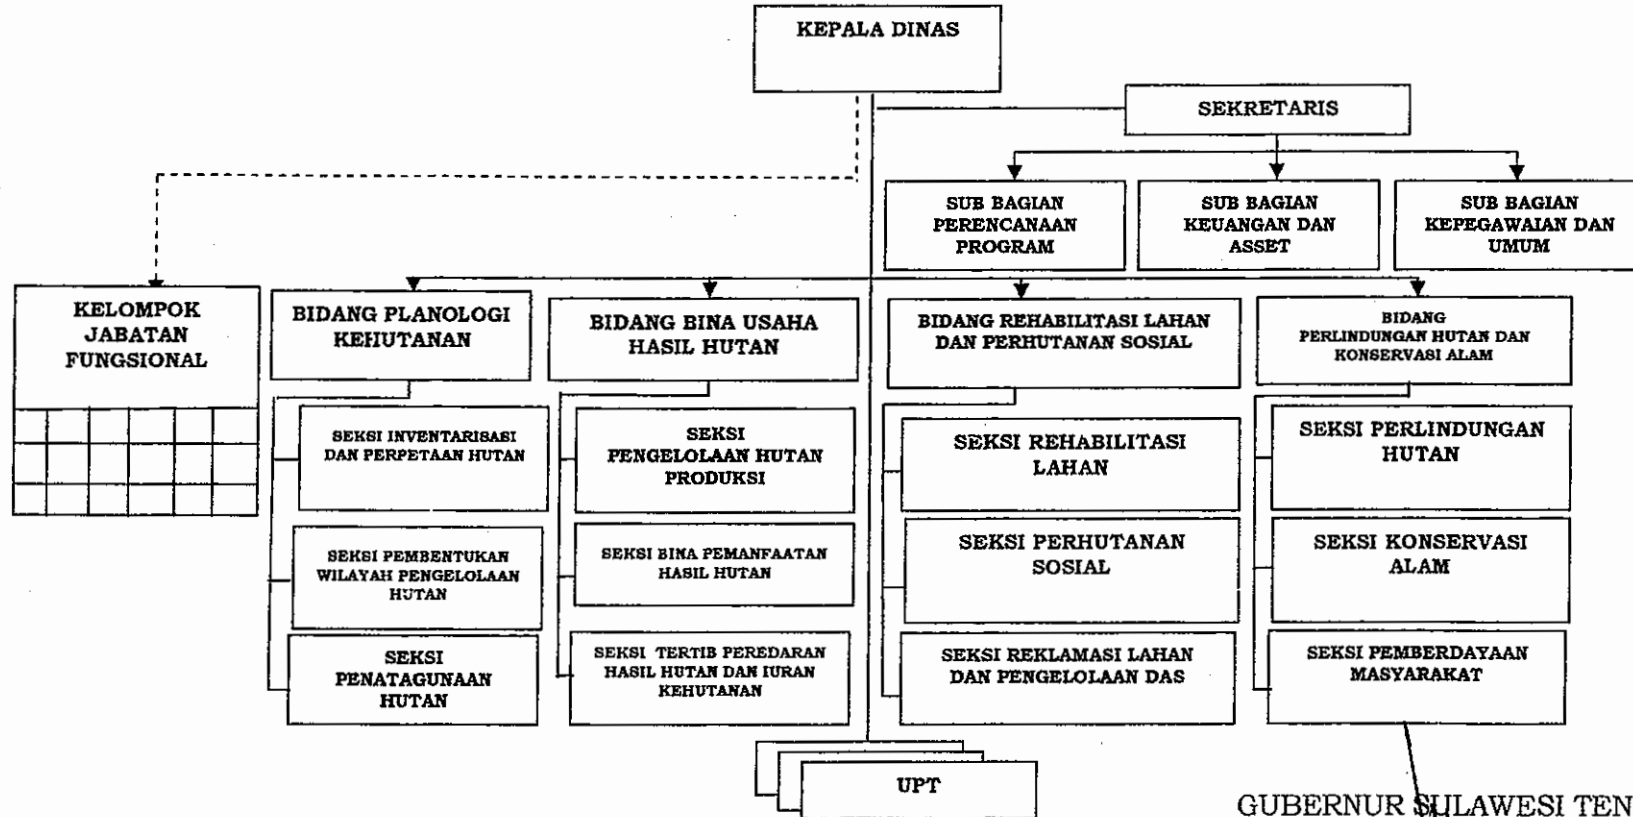 KEPALA DINAS
SEKRETARIS
SUB BAGIAN
PERENCANAAN
PROGRAM
SUB BAGIAN
KEUANGAN DAN
ASSET
SUB BAGIAN
KEPEGAWAIAN DAN
UMUM
KELOMPOK
JABATAN
FUNGSIONAL
BIDANG PLANOLOGI
KEHUTANAN
BIDANG BINA USAHA
HASIL HUTAN
BIDANG REHABILITASI LAHAN
DAN PERHUTANAN SOSIAL
BIDANG
PERLINDUNGAN HUTAN DAN
KONSERVASI ALAM
SEKSI INVENTARISASI
DAN PERPETAAN HUTAN
SEKSI
PENGELOLAAN HUTAN
PRODUKSI
SEKSI REHABILITASI
LAHAN
SEKSI PERLINDUNGAN
HUTAN
SEKSI PEMBENTUKAN
WILAYAH PENGELOLAAN
HUTAN
SEKSI BINA PEMANFAATAN
HASIL HUTAN
SEKSI PERHUTANAN
SOSIAL
SEKSI KONSERVASI
ALAM
SEKSI
PENATAGUNAAN
HUTAN
SEKSI TERTIB PEREDARAN
HASIL HUTAN DAN IURAN
KEHUTANAN
SEKSI REKLAMASI LAHAN
DAN PENGELOLAAN DAS
SEKSI PEMBERDAYAAN
MASYARAKAT
UPT
GUBERNUR SULAWESI TEN